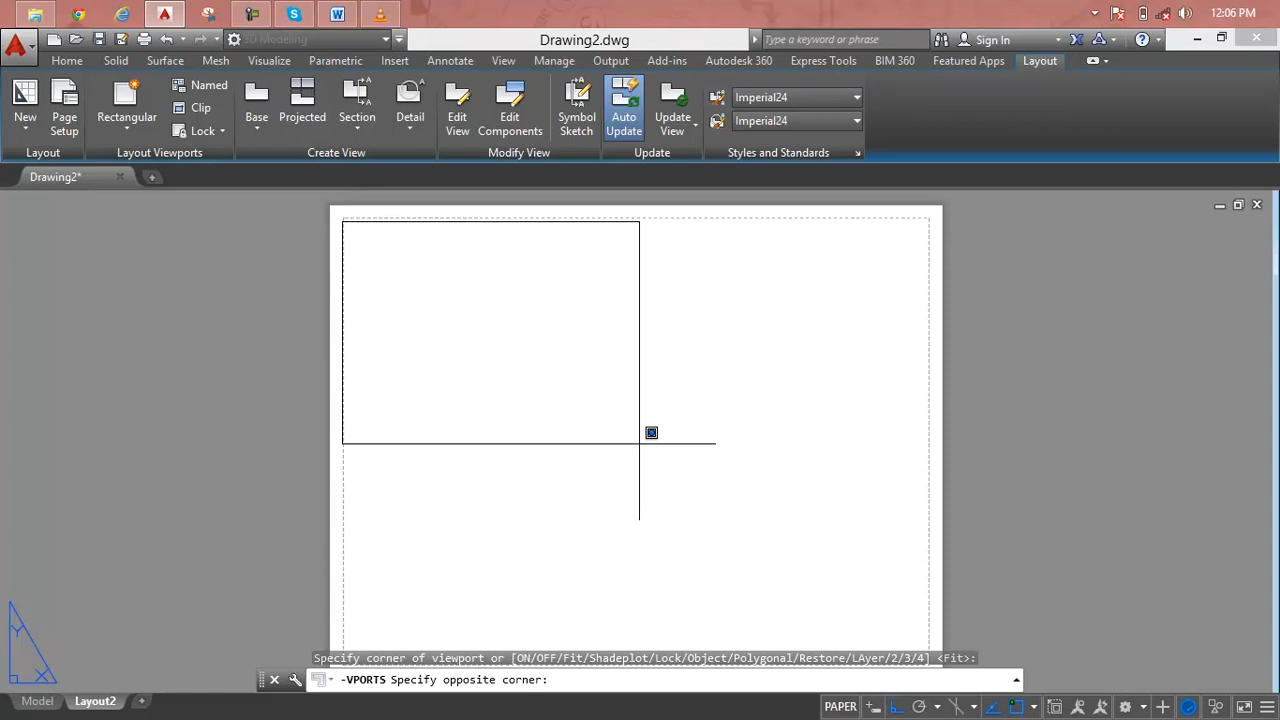 12:06 PM
3D Modeling
Drawing2.dwg
Type a keyword or phrase
Sign In
Home Solid Surface Mesh Visualize Parametric Insert Annotate View Manage Output Add-ins Autodesk 360 Express Tools BIM 360 Featured Apps Layout
New
Page Setup
Rectangular
Named
Clip
Lock
Base
Projected
Section
Detail
Edit View
Edit Components
Symbol Sketch
Auto Update
Update View
Imperial24
Imperial24
Layout
Layout Viewports
Create View
Modify View
Update
Styles and Standards
Drawing2*
Y
X
Specify corner of viewport or [ON/OFF/Fit/Shadeplot/Lock/Object/Polygonal/Restore/LAyer/2/3/4] <Fit>:
-VPORTS Specify opposite corner:
Model
Layout2
PAPER